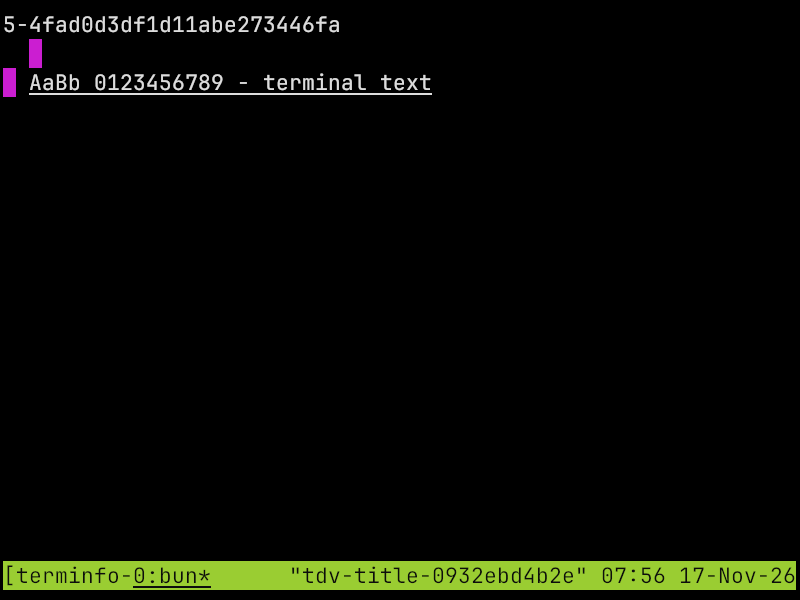 5-4fad0d3df1d11abe273446fa
AaBb 0123456789 - terminal text
[terminfo-0:bun*      "tdv-title-0932ebd4b2e" 07:56 17-Nov-26